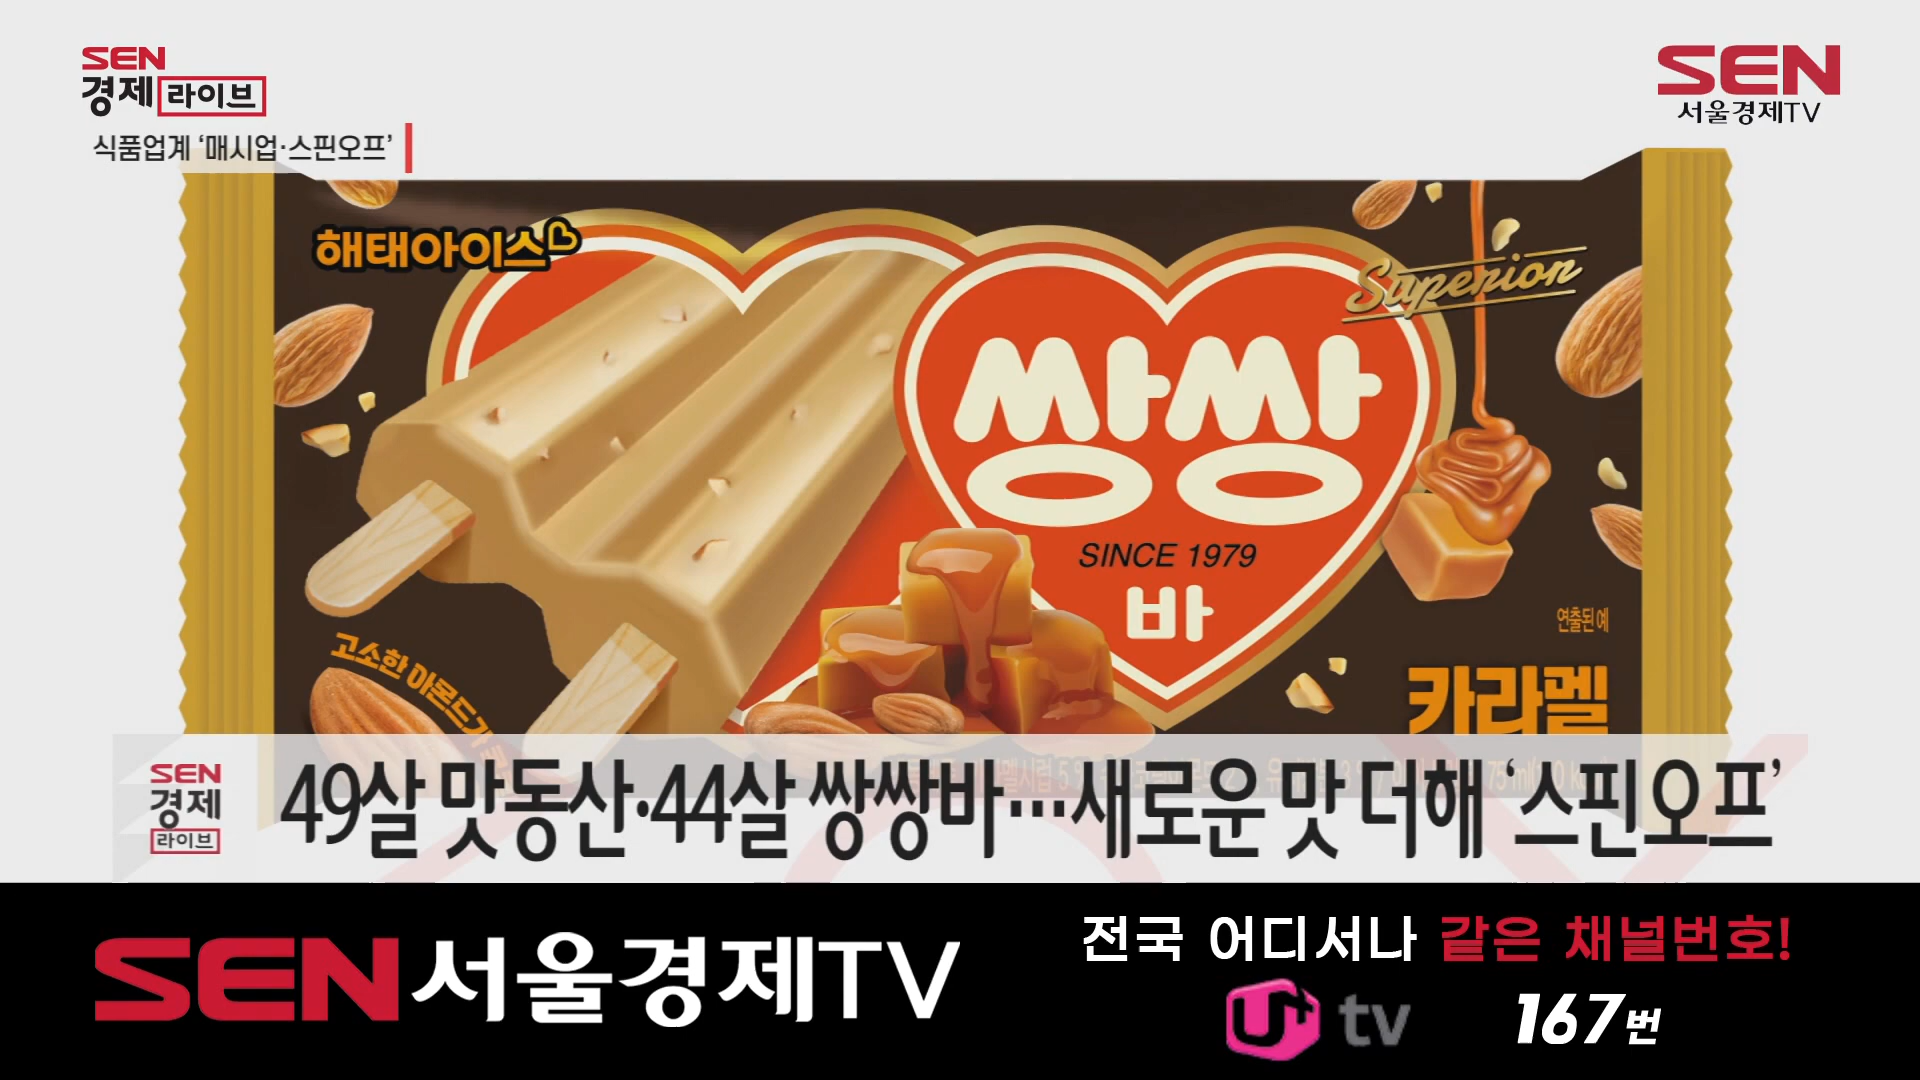 SEN
경제 라이브
식품업계 ‘매시업·스핀오프’
SEN
서울경제TV
해태아이스
Superior
쌍쌍
SINCE 1979
바
연출된 예
카라멜
고소한 아몬드가
SEN
경제
라이브
49살 맛동산·44살 쌍쌍바…새로운 맛 더해 ‘스핀오프’
SEN 서울경제TV
전국 어디서나 같은 채널번호!
U+ tv 167번